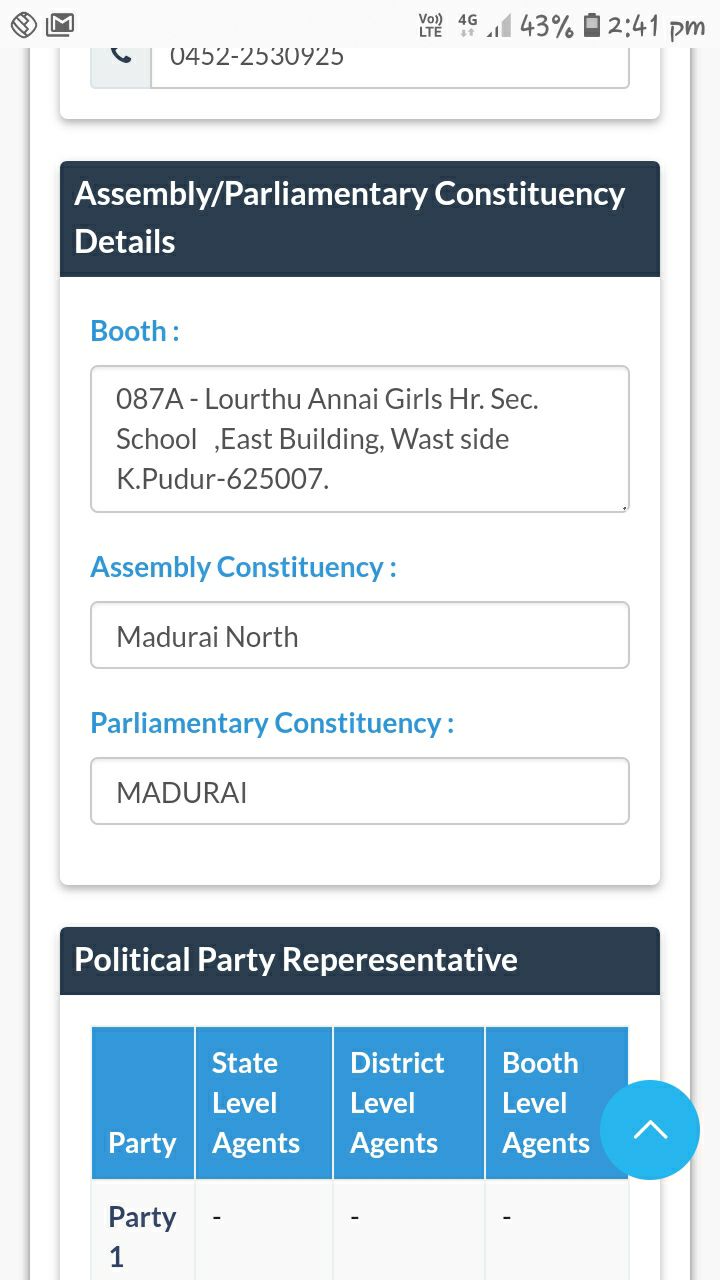 Vo)) LTE 4G 43% 2:41 pm
0452-2530925
Assembly/Parliamentary Constituency
Details
Booth :
087A - Lourthu Annai Girls Hr. Sec.
School ,East Building, Wast side
K.Pudur-625007.
Assembly Constituency :
Madurai North
Parliamentary Constituency :
MADURAI
Political Party Reperesentative
Party State Level Agents District Level Agents Booth Level Agents
Party 1 - - -